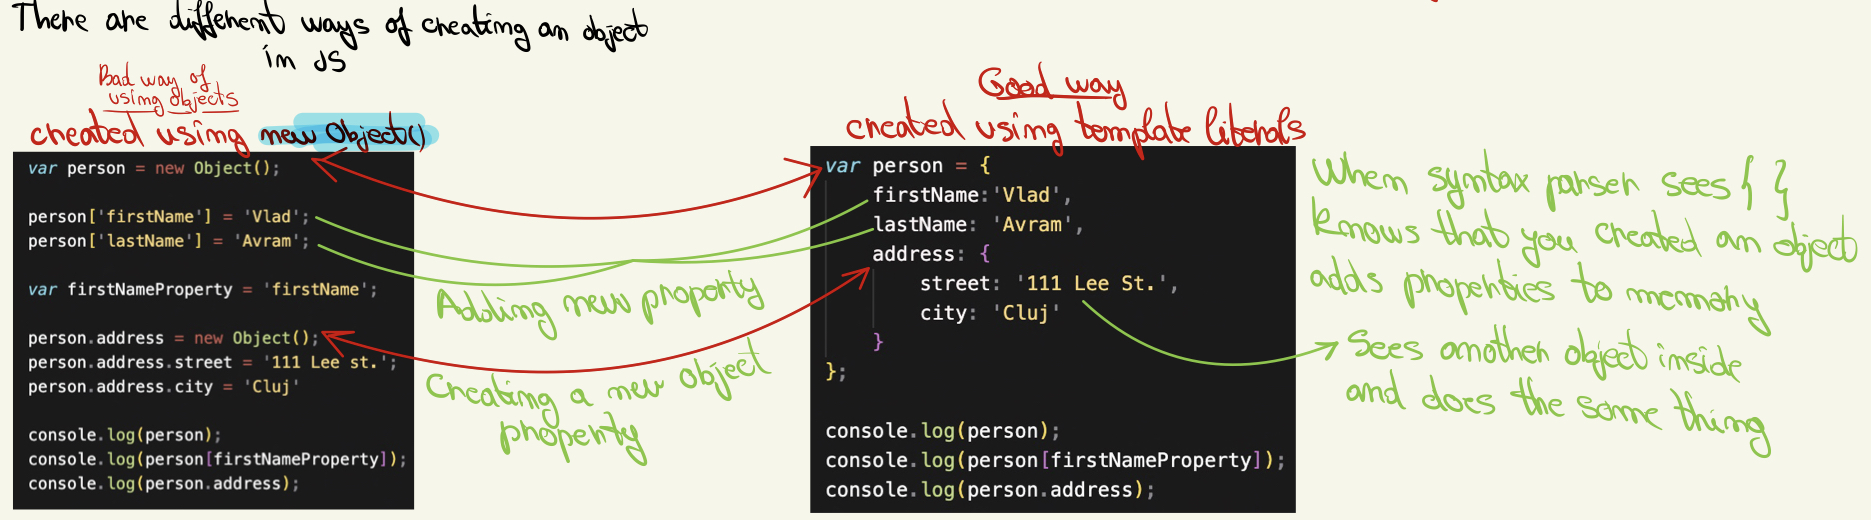 There are different ways of creating an object
in JS
Bad way of
using objects
created using new Object()
var person = new Object();
person['firstName'] = 'Vlad';
person['lastName'] = 'Avram';
var firstNameProperty = 'firstName';
person.address = new Object();
person.address.street = '111 Lee st.';
person.address.city = 'Cluj'
console.log(person);
console.log(person[firstNameProperty]);
console.log(person.address);
Adding new property
Creating a new object
property
Good way
created using template literals
var person = {
firstName:'Vlad',
lastName: 'Avram',
address: {
street: '111 Lee St.',
city: 'Cluj'
}
};
console.log(person);
console.log(person[firstNameProperty]);
console.log(person.address);
When syntax parser sees { }
knows that you created an object
adds properties to memory
Sees another object inside
and does the same thing